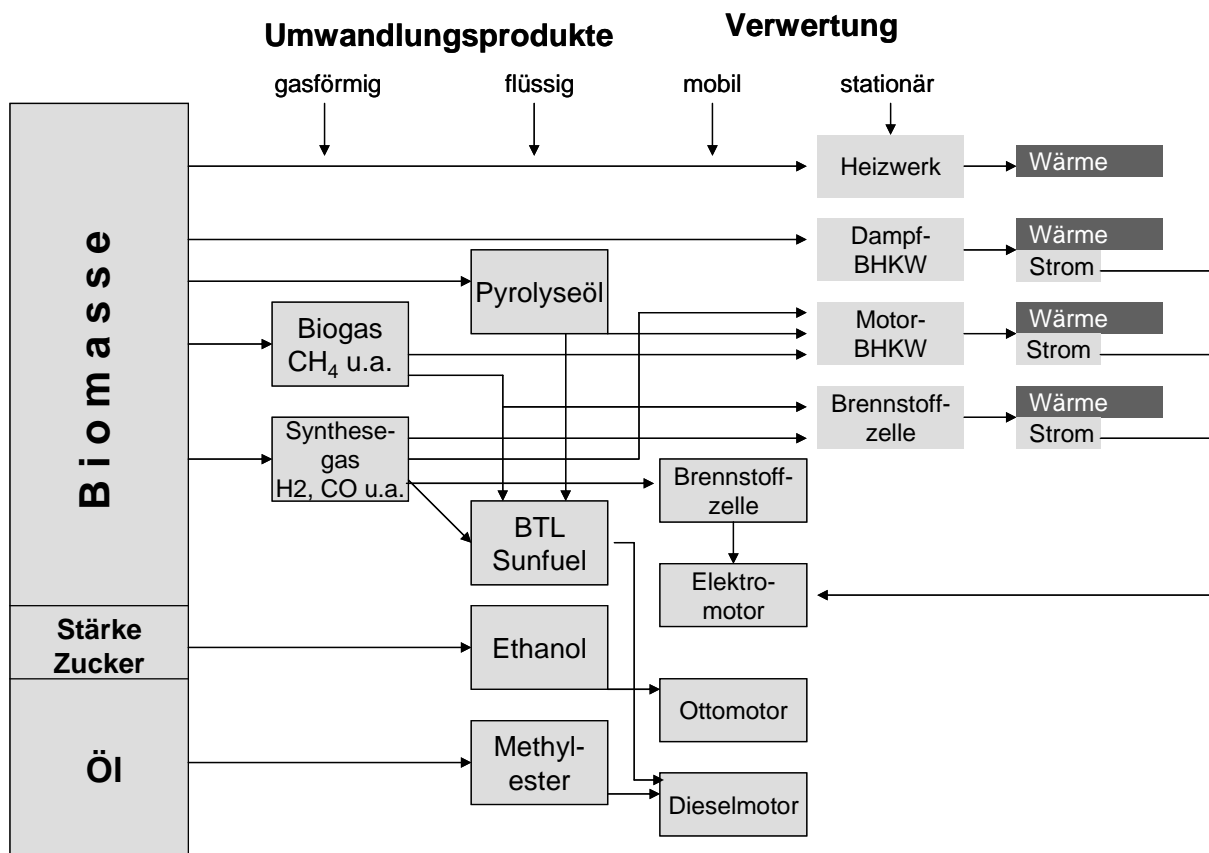 Umwandlungsprodukte
Verwertung
gasförmig
flüssig
mobil
stationär
Biomasse
Heizwerk
Wärme
Dampf-
BHKW
Wärme
Strom
Pyrolyseöl
Biogas
CH₄ u.a.
Motor-
BHKW
Wärme
Strom
Synthese-
gas
H2, CO u.a.
Brennstoff-
zelle
Wärme
Strom
Brennstoff-
zelle
BTL
Sunfuel
Elektro-
motor
Stärke
Zucker
Ethanol
Ottomotor
Öl
Methyl-
ester
Dieselmotor